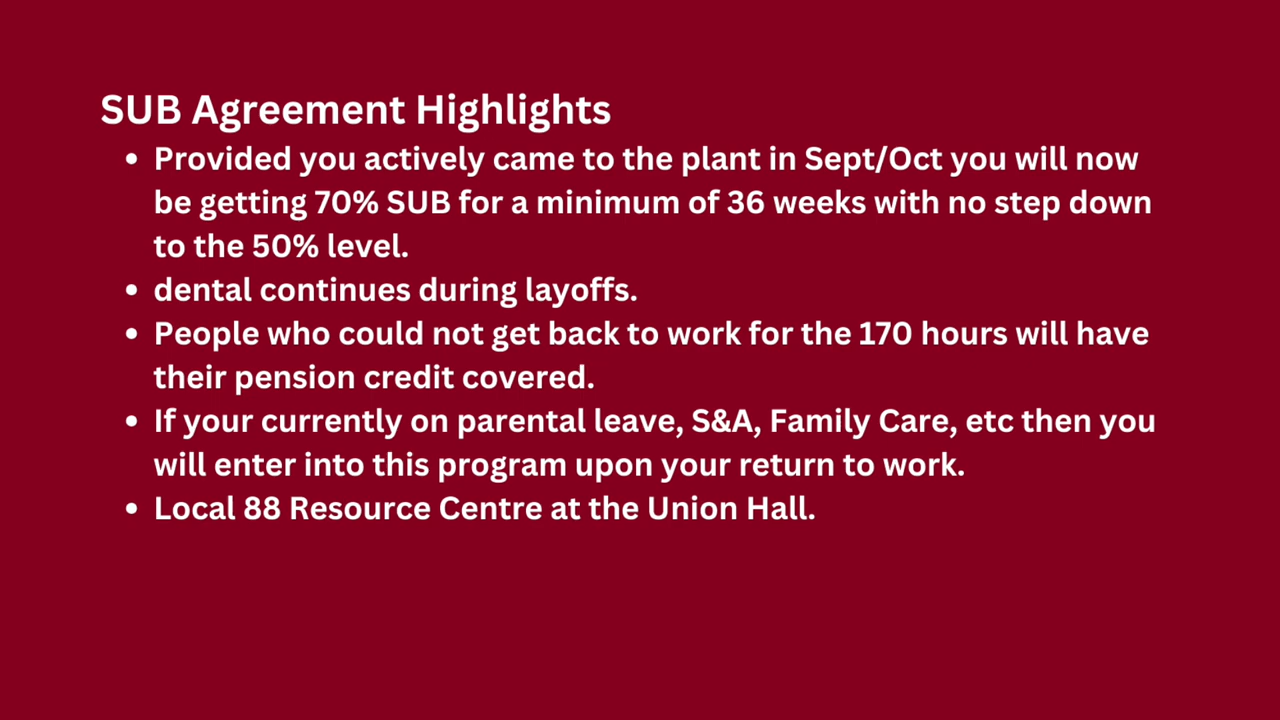 SUB Agreement Highlights
• Provided you actively came to the plant in Sept/Oct you will now
be getting 70% SUB for a minimum of 36 weeks with no step down
to the 50% level.
• dental continues during layoffs.
• People who could not get back to work for the 170 hours will have
their pension credit covered.
• If your currently on parental leave, S&A, Family Care, etc then you
will enter into this program upon your return to work.
• Local 88 Resource Centre at the Union Hall.